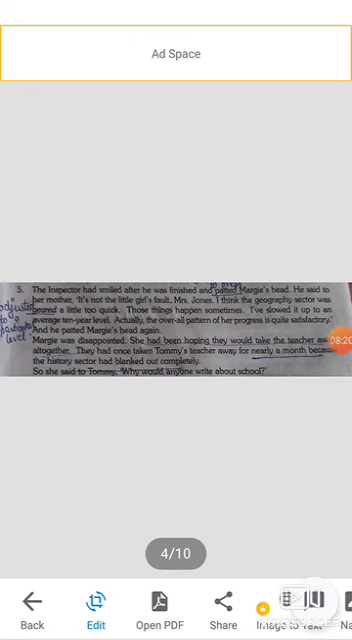 Ad Space
5. The Inspector had smiled after he was finished and patted Margie's head. He said to
her mother, 'It's not the little girl's fault, Mrs. Jones. I think the geography sector was
geared a little too quick. Those things happen sometimes. I've slowed it up to an
average ten-year level. Actually, the over-all pattern of her progress is quite satisfactory.'
And he patted Margie's head again.
Margie was disappointed. She had been hoping they would take the teacher
altogether. They had once taken Tommy's teacher away for nearly a month
the history sector had blanked out completely.
So she said to Tommy, 'Why would anyone write about school?'
adjusted
to a
level
08:20
4/10
Back
Edit
Open PDF
Share
Image to Text